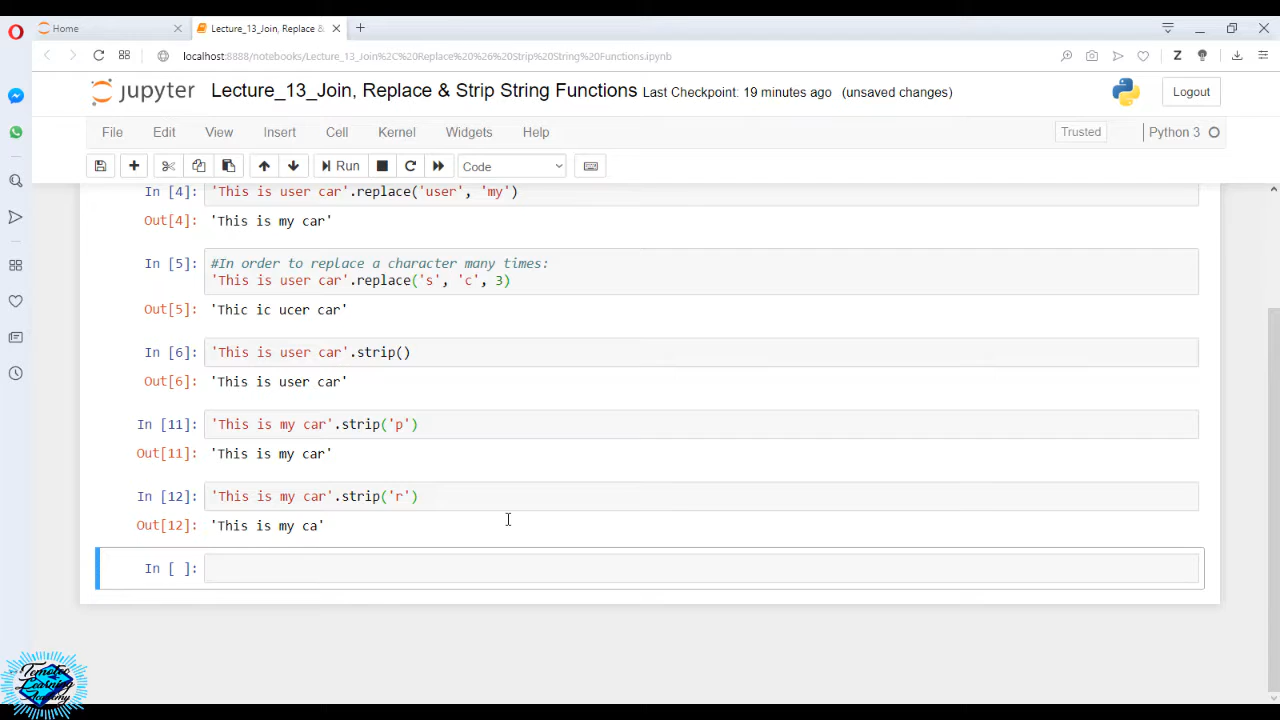 Home
Lecture_13_Join, Replace &
localhost:8888/notebooks/Lecture_13_Join%2C%20Replace%20%26%20Strip%20String%20Functions.ipynb
jupyter Lecture_13_Join, Replace & Strip String Functions Last Checkpoint: 19 minutes ago (unsaved changes) Logout
File Edit View Insert Cell Kernel Widgets Help Trusted Python 3
Run Code
In [4]: 'This is user car'.replace('user', 'my')
Out[4]: 'This is my car'
In [5]: #In order to replace a character many times:
'This is user car'.replace('s', 'c', 3)
Out[5]: 'Thic ic ucer car'
In [6]: 'This is user car'.strip()
Out[6]: 'This is user car'
In [11]: 'This is my car'.strip('p')
Out[11]: 'This is my car'
In [12]: 'This is my car'.strip('r')
Out[12]: 'This is my ca'
In [ ]:
Temotec
Learning
Academy